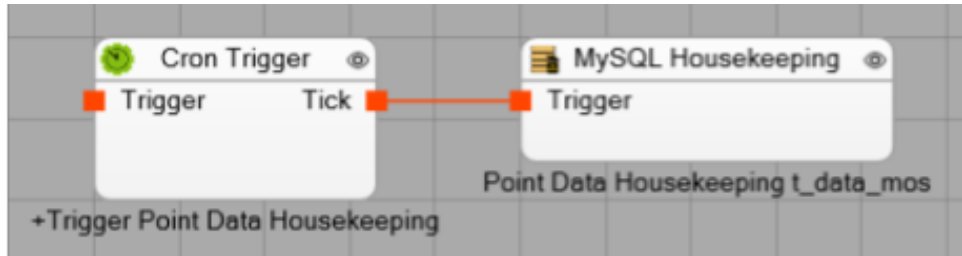 Cron Trigger
MySQL Housekeeping
Trigger Tick
Trigger
Point Data Housekeeping t_data_mos
+Trigger Point Data Housekeeping